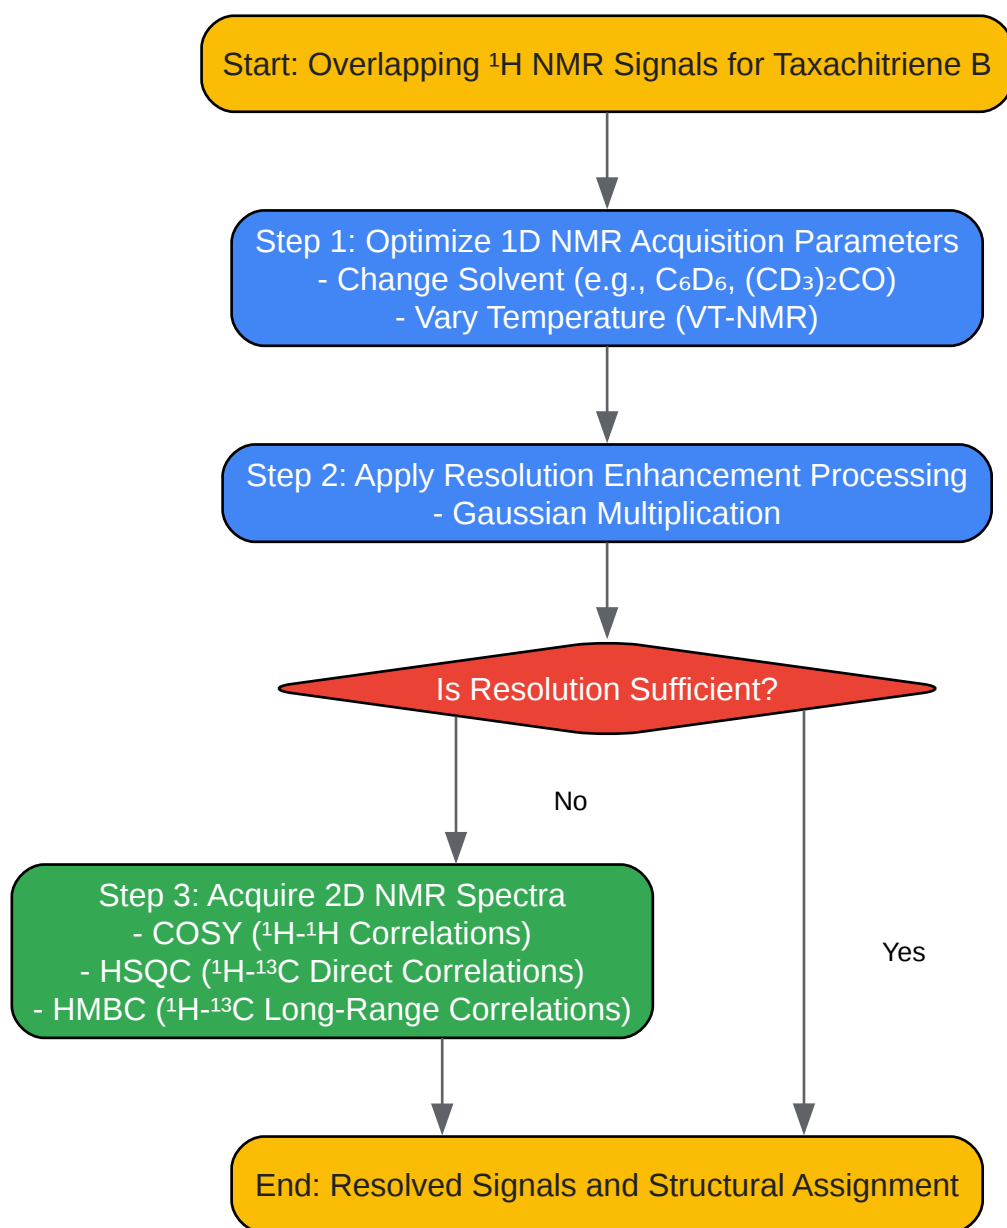 Start: Overlapping ¹H NMR Signals for Taxachitriene B
Step 1: Optimize 1D NMR Acquisition Parameters
- Change Solvent (e.g., C₆D₆, (CD₃)₂CO)
- Vary Temperature (VT-NMR)
Step 2: Apply Resolution Enhancement Processing
- Gaussian Multiplication
Is Resolution Sufficient?
No
Step 3: Acquire 2D NMR Spectra
- COSY (¹H-¹H Correlations)
- HSQC (¹H-¹³C Direct Correlations)
- HMBC (¹H-¹³C Long-Range Correlations)
Yes
End: Resolved Signals and Structural Assignment